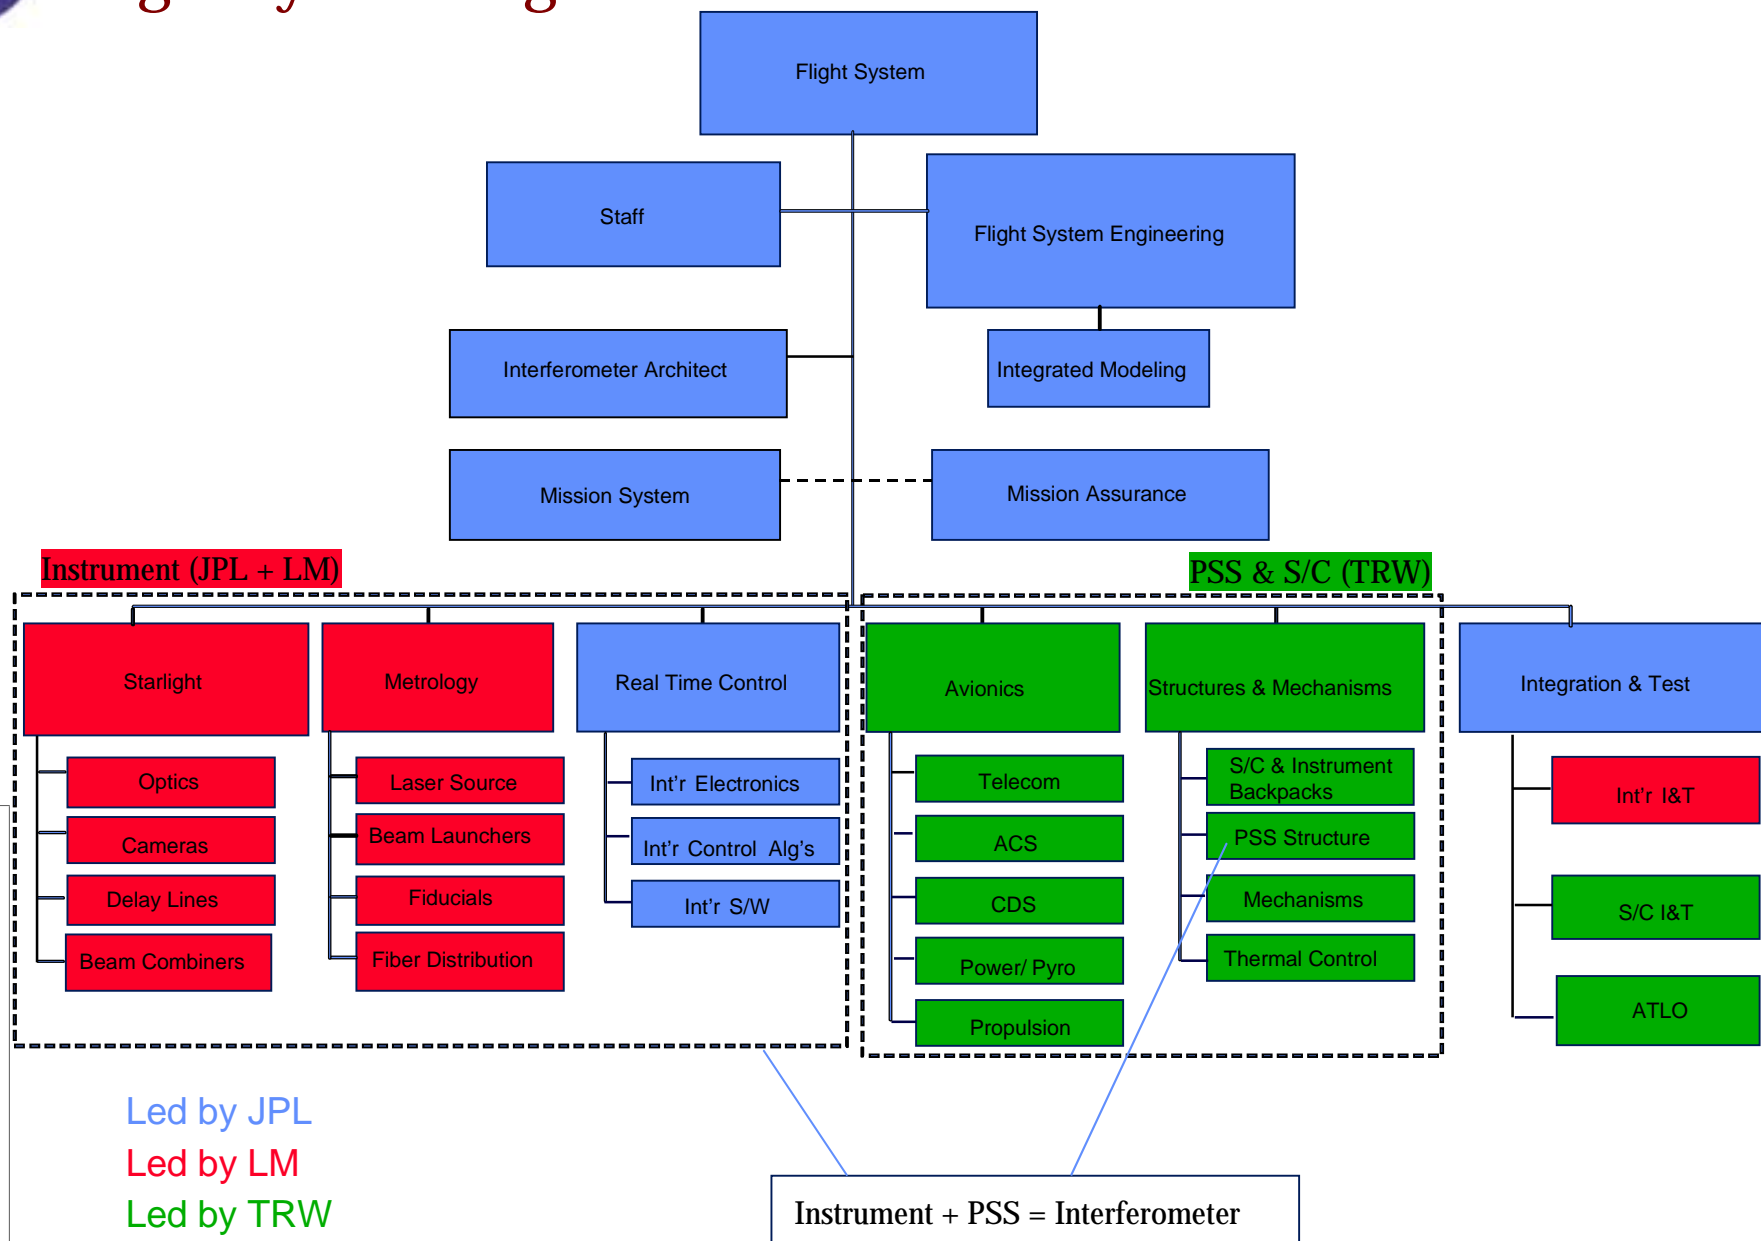 Flight System
Staff
Flight System Engineering
Interferometer Architect
Integrated Modeling
Mission System
Mission Assurance
Instrument (JPL + LM)
PSS & S/C (TRW)
Starlight
Metrology
Real Time Control
Avionics
Structures & Mechanisms
Integration & Test
Optics
Cameras
Delay Lines
Beam Combiners
Laser Source
Beam Launchers
Fiducials
Fiber Distribution
Int'r Electronics
Int'r Control Alg's
Int'r S/W
Telecom
ACS
CDS
Power/ Pyro
Propulsion
S/C & Instrument
Backpacks
PSS Structure
Mechanisms
Thermal Control
Int'r I&T
S/C I&T
ATLO
Led by JPL
Led by LM
Led by TRW
Instrument + PSS = Interferometer